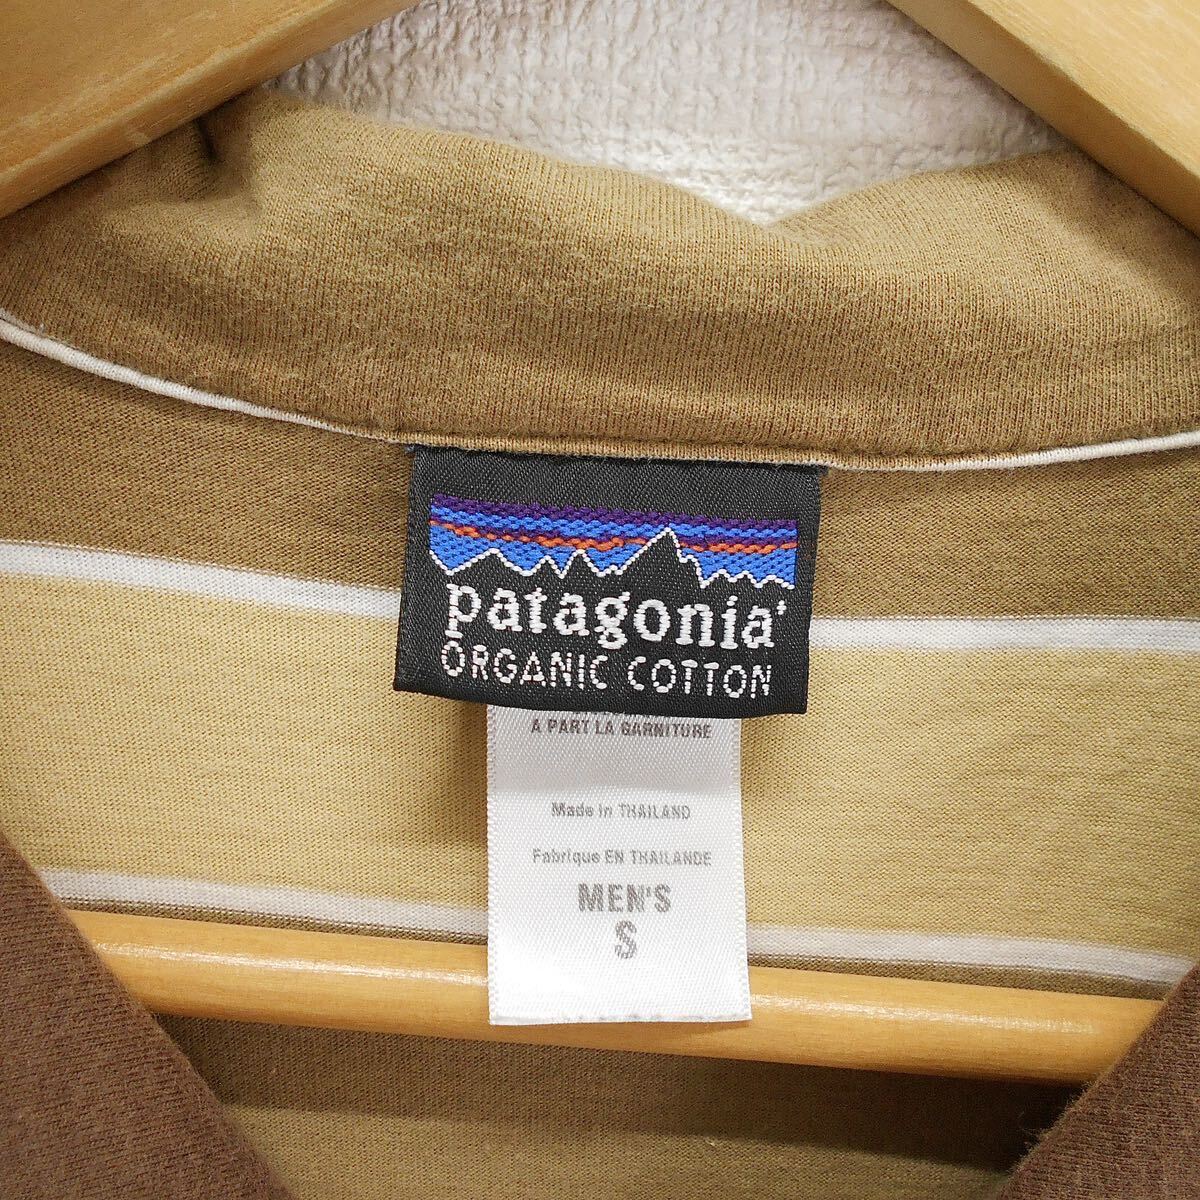 patagonia
ORGANIC COTTON
A PART LA GARNITURE
Made in THAILAND
Fabrique EN THAILANDE
MEN'S
S